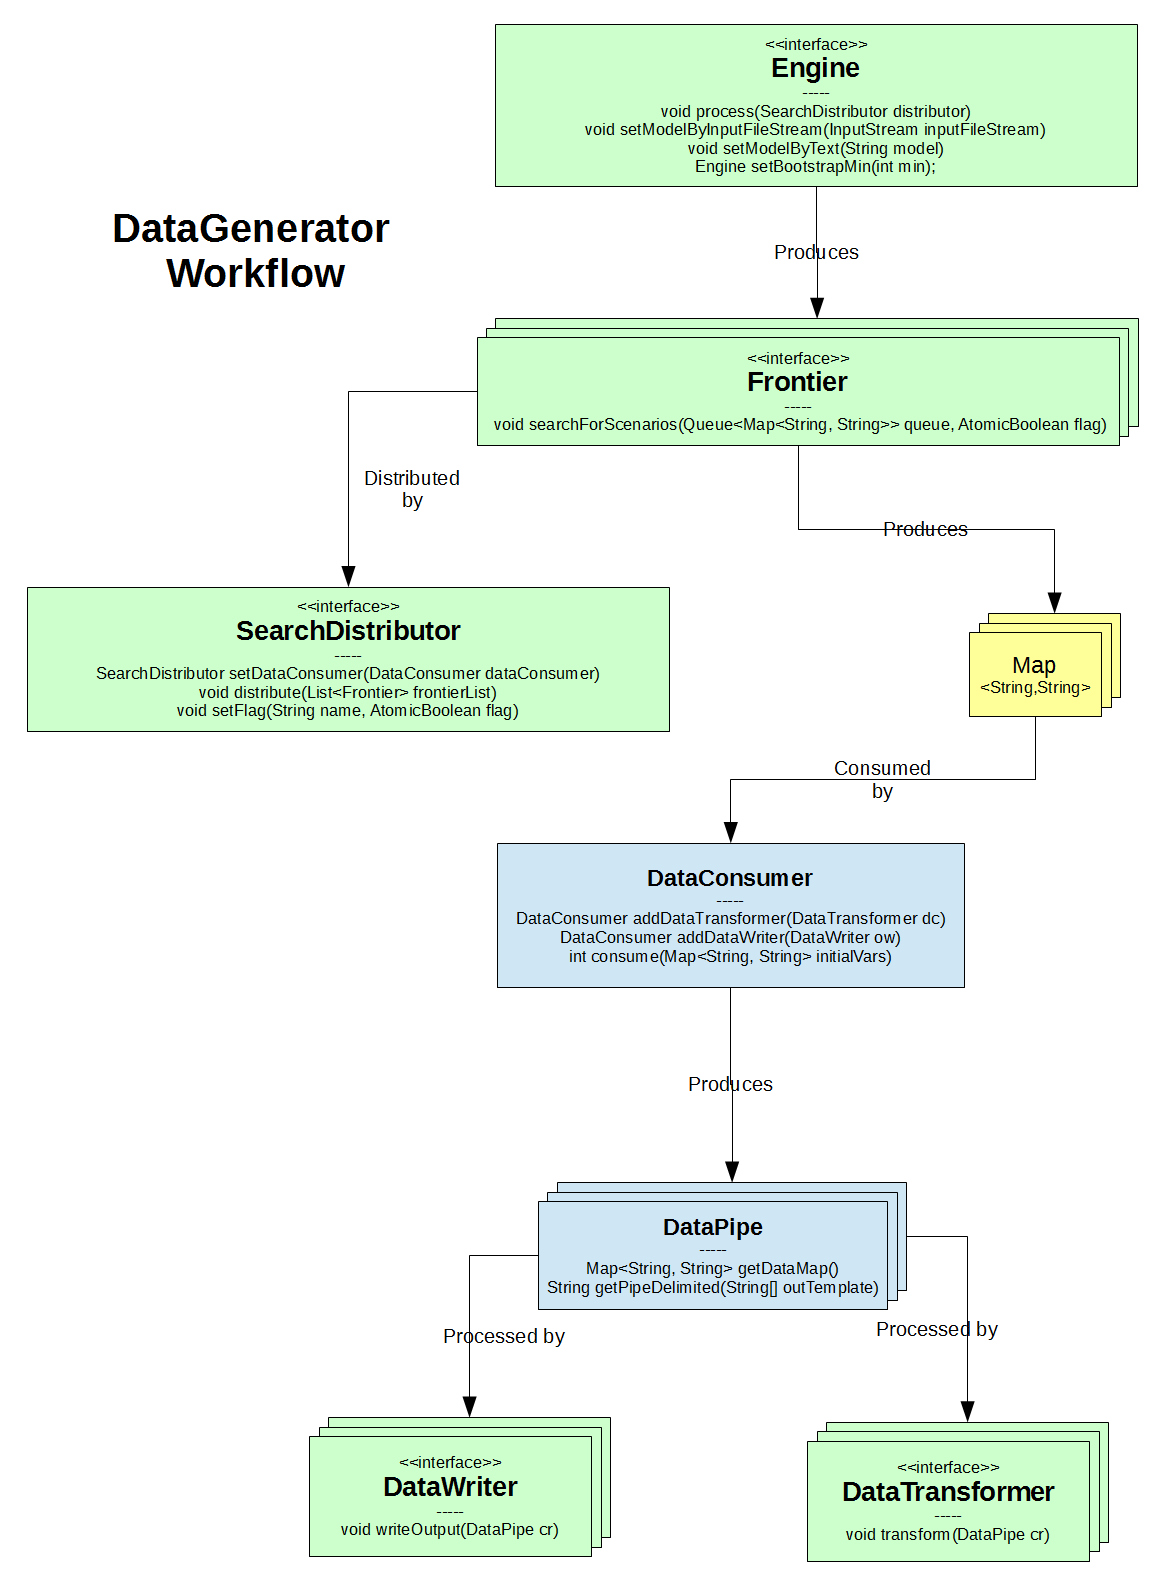 <<interface>>
Engine
-----
void process(SearchDistributor distributor)
void setModelByInputFileStream(InputStream inputFileStream)
void setModelByText(String model)
Engine setBootstrapMin(int min);
DataGenerator
Workflow
Produces
<<interface>>
Frontier
-----
void searchForScenarios(Queue<Map<String, String>> queue, AtomicBoolean flag)
Distributed
by
Produces
<<interface>>
SearchDistributor
-----
SearchDistributor setDataConsumer(DataConsumer dataConsumer)
void distribute(List<Frontier> frontierList)
void setFlag(String name, AtomicBoolean flag)
Map
<String,String>
Consumed
by
DataConsumer
-----
DataConsumer addDataTransformer(DataTransformer dc)
DataConsumer addDataWriter(DataWriter ow)
int consume(Map<String, String> initialVars)
Produces
DataPipe
-----
Map<String, String> getDataMap()
String getPipeDelimited(String[] outTemplate)
Processed by
Processed by
<<interface>>
DataWriter
-----
void writeOutput(DataPipe cr)
<<interface>>
DataTransformer
-----
void transform(DataPipe cr)